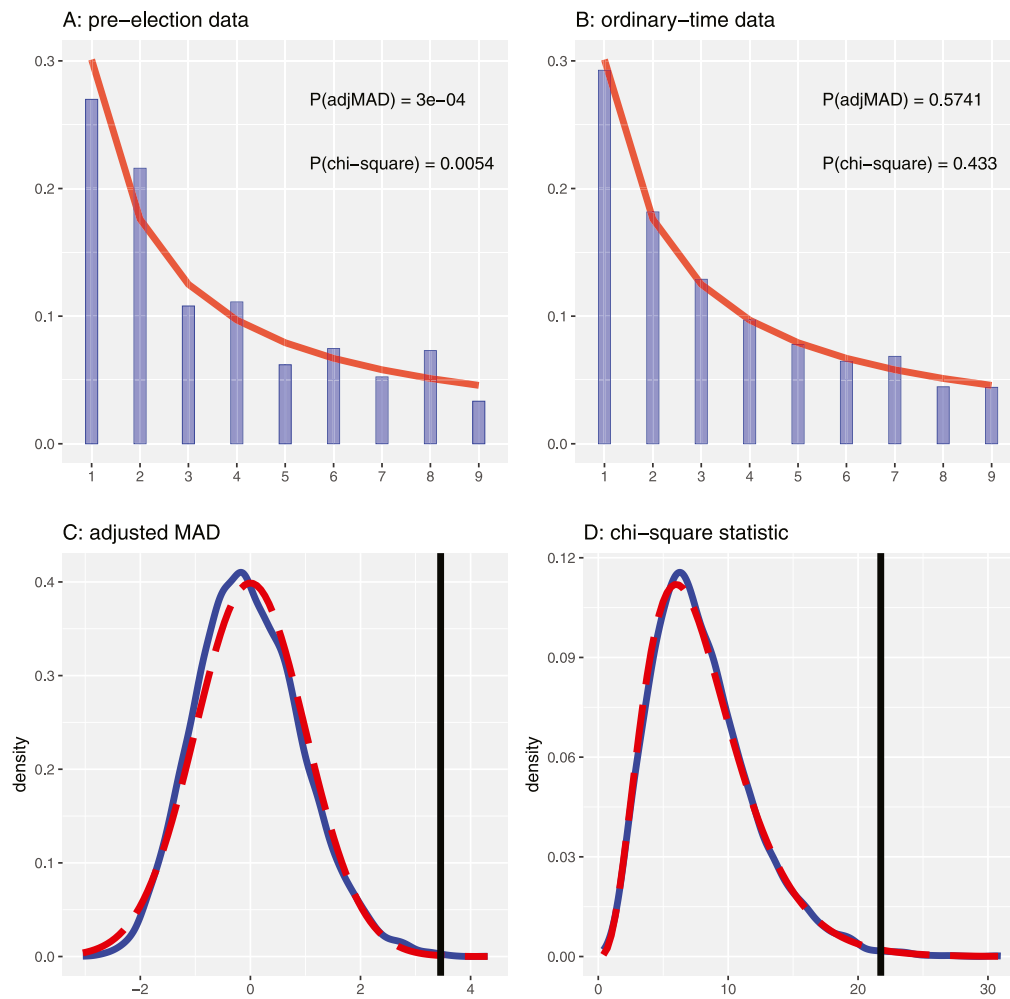 A: pre−election data
0.3
0.2
0.1
0.0
P(adjMAD) = 3e−04
P(chi−square) = 0.0054
1 2 3 4 5 6 7 8 9
B: ordinary−time data
0.3
0.2
0.1
0.0
P(adjMAD) = 0.5741
P(chi−square) = 0.433
1 2 3 4 5 6 7 8 9
C: adjusted MAD
density
0.4
0.3
0.2
0.1
0.0
−2 0 2 4
D: chi−square statistic
density
0.12
0.09
0.06
0.03
0.00
0 10 20 30